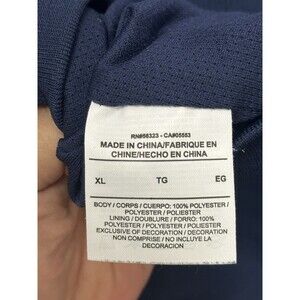 RN#56323 - CA#05553
MADE IN CHINA/FABRIQUE EN
CHINE/HECHO EN CHINA
XL TG EG
BODY / CORPS / CUERPO: 100% POLYESTER /
POLYESTER / POLIESTER
LINING / DOUBLURE / FORRO: 100% POLYESTER /
POLYESTER / POLYESTER
EXCLUSIVE OF DECORATION / DECORATION
NON COMPRISE / NO INCLUYE LA
DECORACION